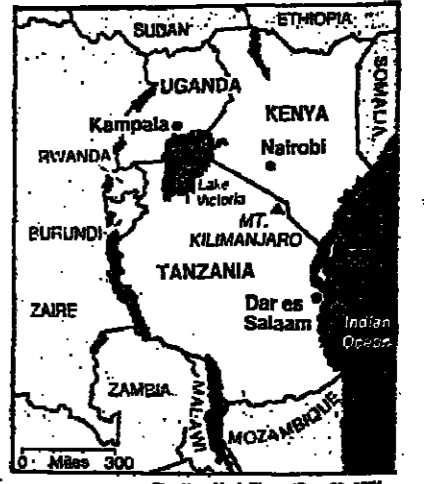 SUDAN
ETHIOPIA
UGANDA
SOMALIA
KENYA
Kampala
Nairobi
RWANDA
Lake
Victoria
MT.
KILIMANJARO
BURUNDI
TANZANIA
ZAIRE
Dar es
Salaam
Indian
Ocean
ZAMBIA
MALAWI
MOZAMBIQUE
0 Miles 300